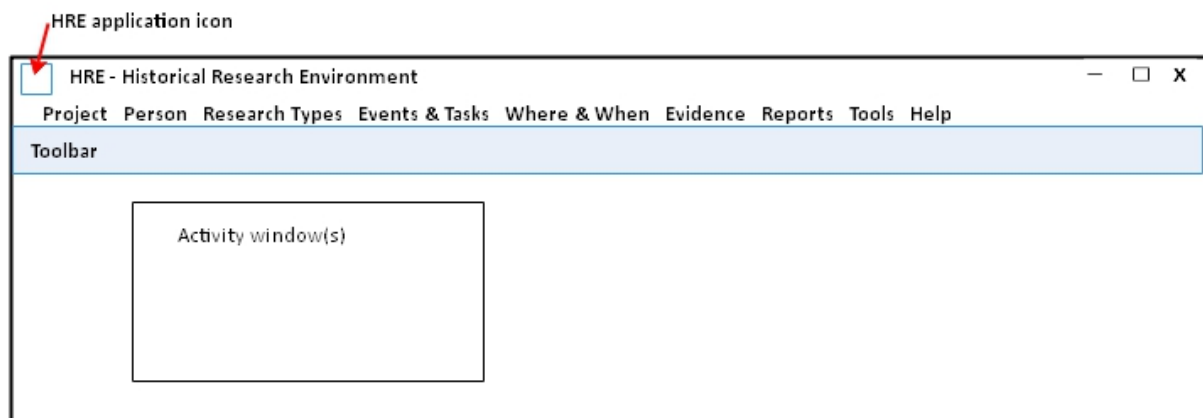 HRE application icon
HRE - Historical Research Environment
Project Person Research Types Events & Tasks Where & When Evidence Reports Tools Help
Toolbar
Activity window(s)